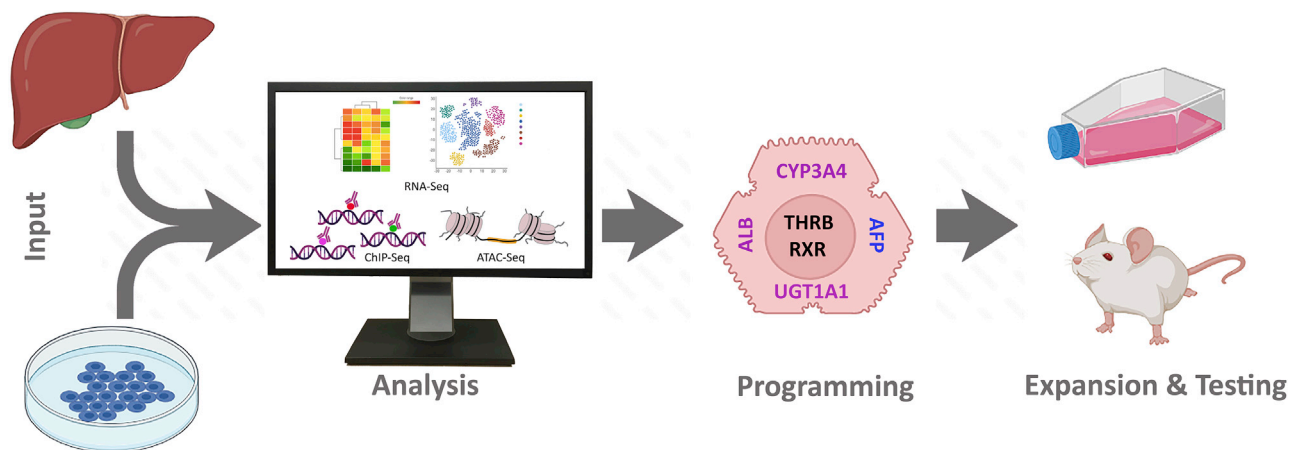 Input
RNA-Seq
ChIP-Seq
ATAC-Seq
Analysis
CYP3A4
ALB
THRB
RXR
AFP
UGT1A1
Programming
Expansion & Testing